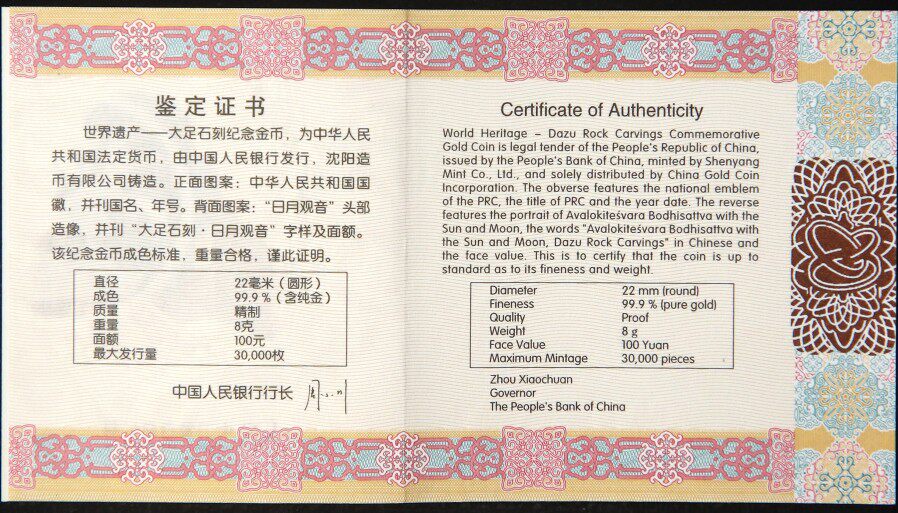 鉴定证书
世界遗产——大足石刻纪念金币，为中华人民
共和国法定货币，由中国人民银行发行，沈阳造
币有限公司铸造。正面图案：中华人民共和国国
徽，并刊国名、年号。背面图案：“日月观音”头部
造像，并刊“大足石刻·日月观音”字样及面额。
该纪念金币成色标准，重量合格，谨此证明。
直径 22毫米（圆形）
成色 99.9％（含纯金）
质量 精制
重量 8克
面额 100元
最大发行量 30,000枚
中国人民银行行长
Certificate of Authenticity
World Heritage – Dazu Rock Carvings Commemorative
Gold Coin is legal tender of the People's Republic of China,
issued by the People's Bank of China, minted by Shenyang
Mint Co., Ltd., and solely distributed by China Gold Coin
Incorporation. The obverse features the national emblem
of the PRC, the title of PRC and the year date. The reverse
features the portrait of Avalokiteśvara Bodhisattva with the
Sun and Moon, the words "Avalokiteśvara Bodhisattva with
the Sun and Moon, Dazu Rock Carvings" in Chinese and
the face value. This is to certify that the coin is up to
standard as to its fineness and weight.
Diameter 22 mm (round)
Fineness 99.9 % (pure gold)
Quality Proof
Weight 8 g
Face Value 100 Yuan
Maximum Mintage 30,000 pieces
Zhou Xiaochuan
Governor
The People's Bank of China